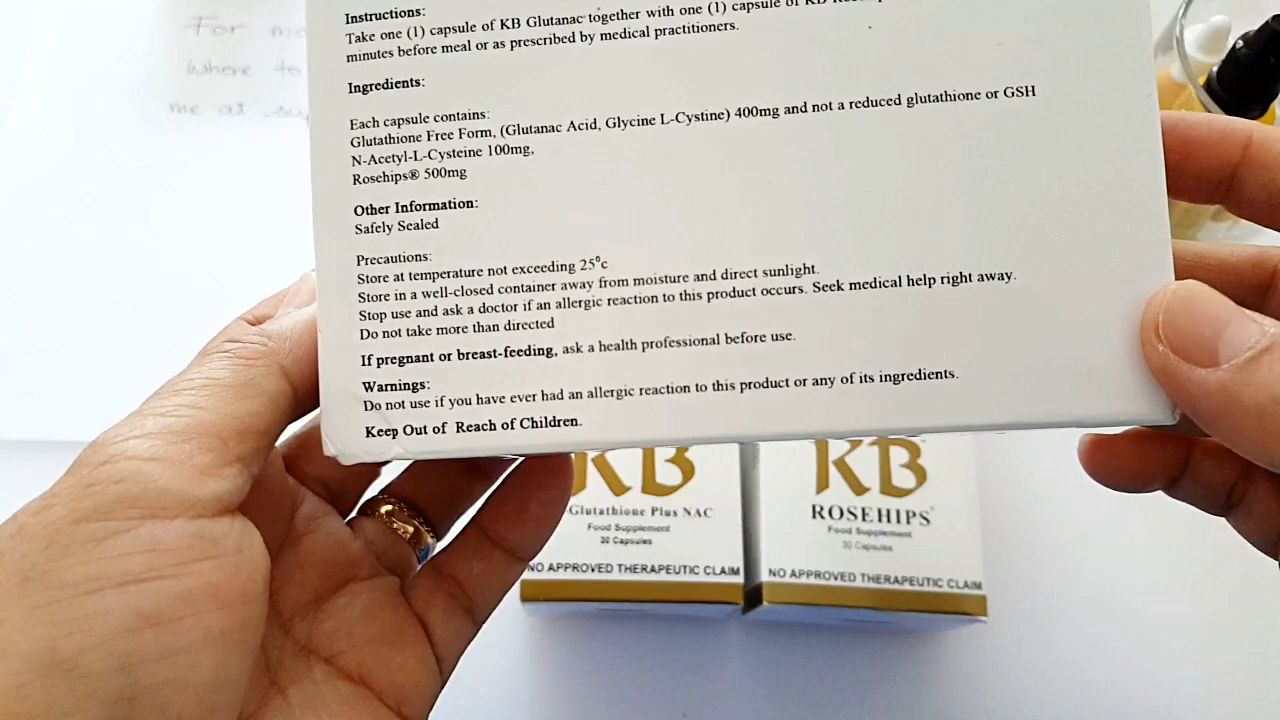 For mo
Where to
me at su
Instructions:
Take one (1) capsule of KB Glutanac together with one (1) capsule of KB
minutes before meal or as prescribed by medical practitioners.
Ingredients:
Each capsule contains:
Glutathione Free Form, (Glutanac Acid, Glycine L-Cystine) 400mg and not a reduced glutathione or GSH
N-Acetyl-L-Cysteine 100mg,
Rosehips® 500mg
Other Information:
Safely Sealed
Precautions:
Store at temperature not exceeding 25⁰c
Store in a well-closed container away from moisture and direct sunlight.
Stop use and ask a doctor if an allergic reaction to this product occurs. Seek medical help right away.
Do not take more than directed
If pregnant or breast-feeding, ask a health professional before use.
Warnings:
Do not use if you have ever had an allergic reaction to this product or any of its ingredients.
Keep Out of Reach of Children.
KB
-Glutathione Plus NAC
Food Supplement
30 Capsules
NO APPROVED THERAPEUTIC CLAIM
KB
ROSEHIPS
Food Supplement
30 Capsules
NO APPROVED THERAPEUTIC CLAIM